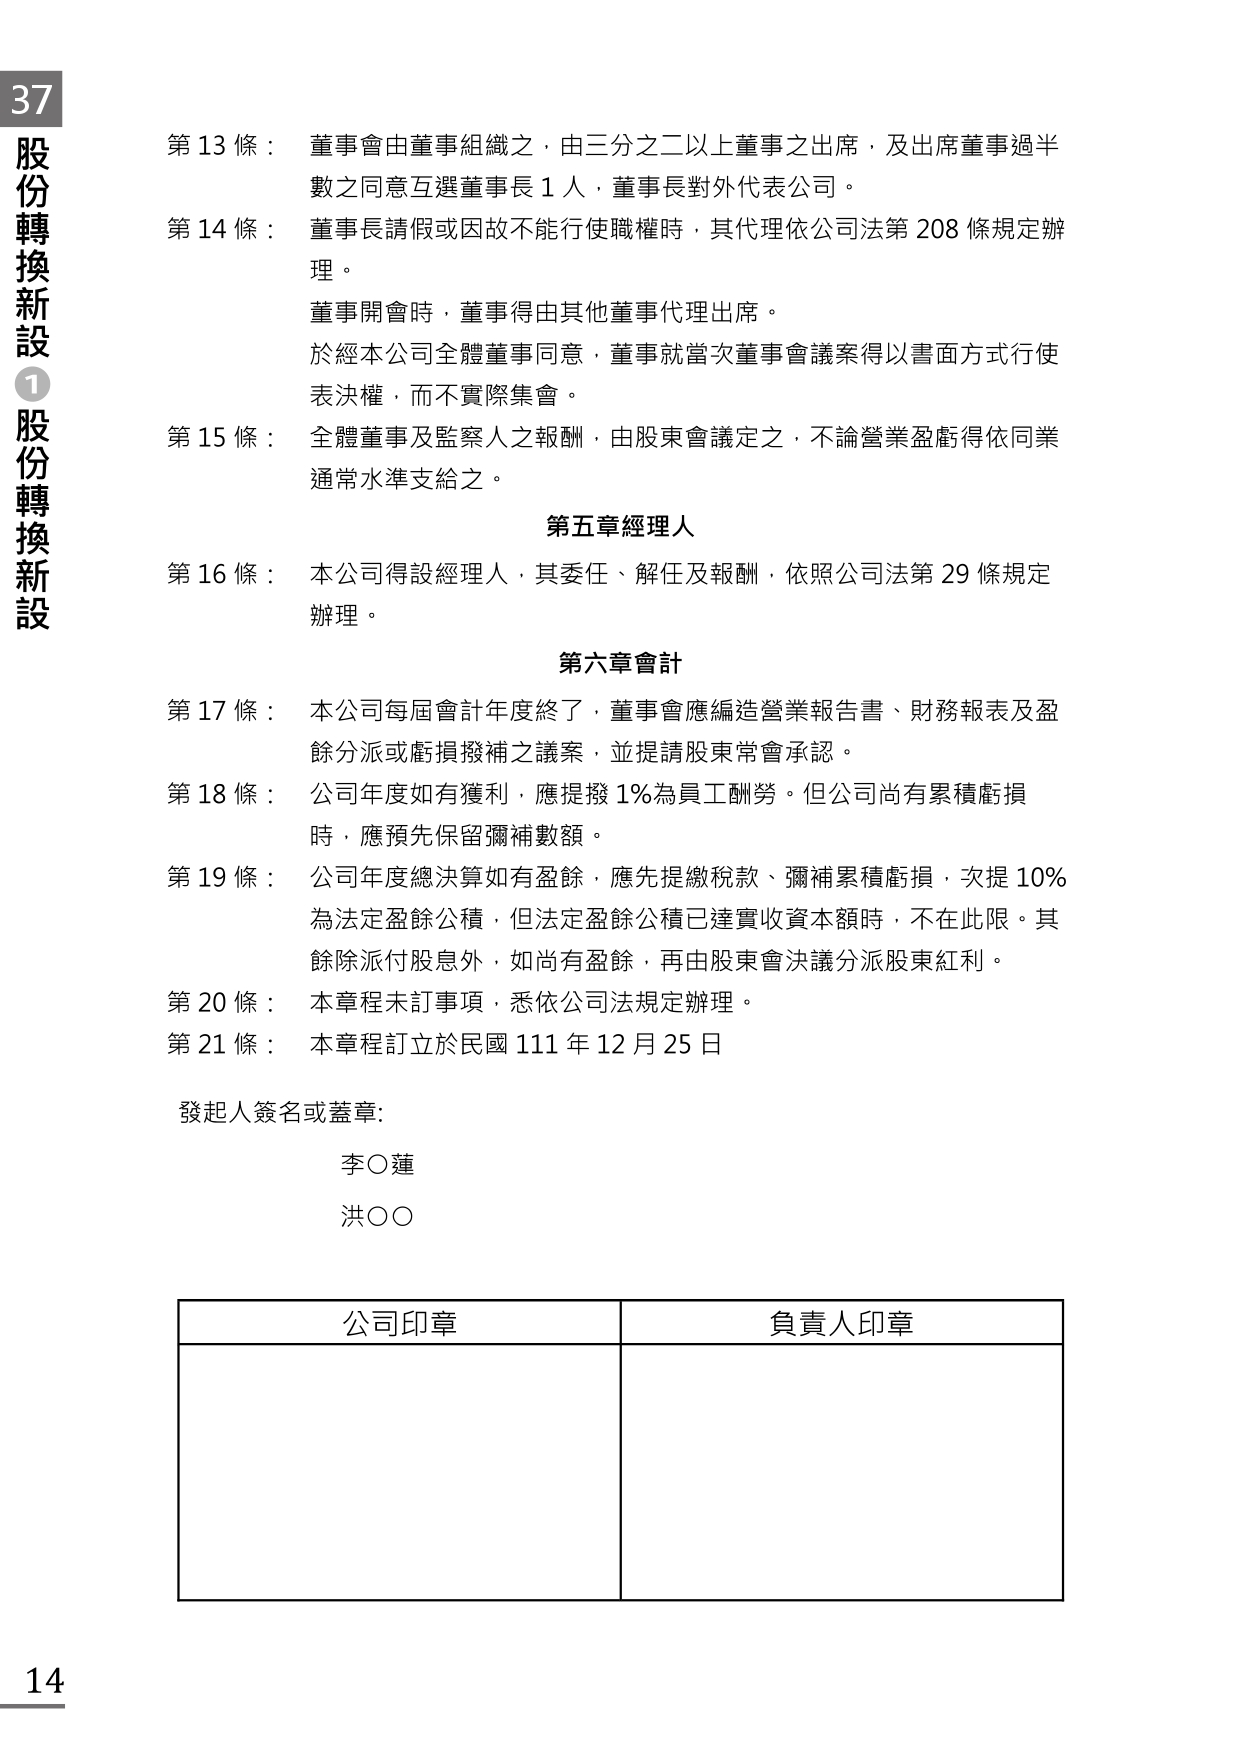 37
股份轉換新設1股份轉換新設
第 13 條： 董事會由董事組織之，由三分之二以上董事之出席，及出席董事過半
數之同意互選董事長 1 人，董事長對外代表公司。
第 14 條： 董事長請假或因故不能行使職權時，其代理依公司法第 208 條規定辦
理。
董事開會時，董事得由其他董事代理出席。
於經本公司全體董事同意，董事就當次董事會議案得以書面方式行使
表決權，而不實際集會。
第 15 條： 全體董事及監察人之報酬，由股東會議定之，不論營業盈虧得依同業
通常水準支給之。
第五章經理人
第 16 條： 本公司得設經理人，其委任、解任及報酬，依照公司法第 29 條規定
辦理。
第六章會計
第 17 條： 本公司每屆會計年度終了，董事會應編造營業報告書、財務報表及盈
餘分派或虧損撥補之議案，並提請股東常會承認。
第 18 條： 公司年度如有獲利，應提撥 1%為員工酬勞。但公司尚有累積虧損
時，應預先保留彌補數額。
第 19 條： 公司年度總決算如有盈餘，應先提繳稅款、彌補累積虧損，次提 10%
為法定盈餘公積，但法定盈餘公積已達實收資本額時，不在此限。其
餘除派付股息外，如尚有盈餘，再由股東會決議分派股東紅利。
第 20 條： 本章程未訂事項，悉依公司法規定辦理。
第 21 條： 本章程訂立於民國 111 年 12 月 25 日
發起人簽名或蓋章:
李〇蓮
洪〇〇
公司印章 負責人印章
14